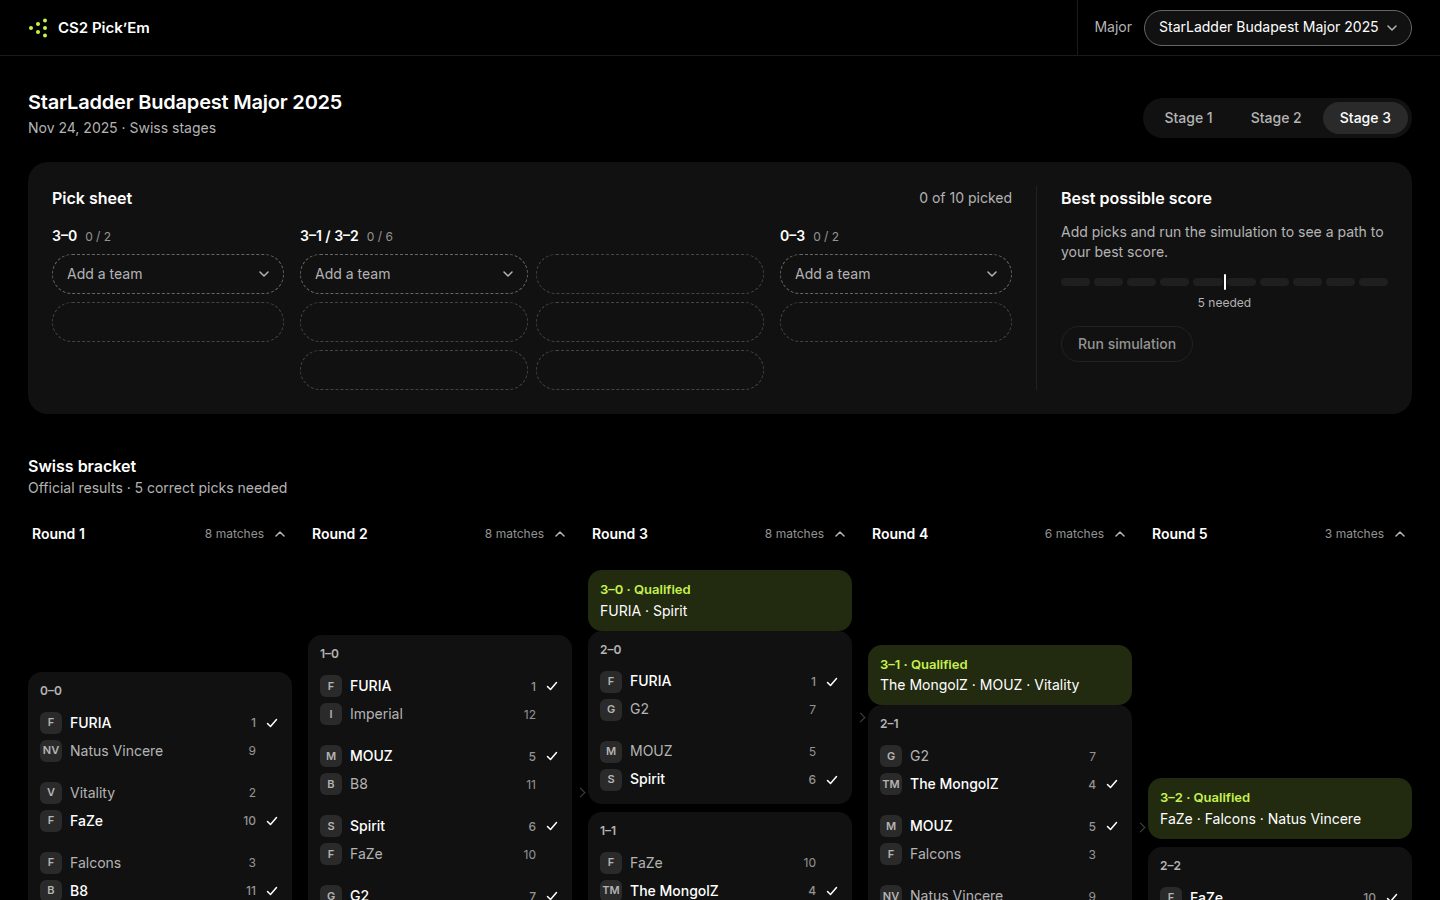 CS2 Pick'Em
Major
StarLadder Budapest Major 2025
StarLadder Budapest Major 2025
Nov 24, 2025 · Swiss stages
Stage 1
Stage 2
Stage 3
Pick sheet
0 of 10 picked
3–0 0 / 2
3–1 / 3–2 0 / 6
0–3 0 / 2
Add a team
Add a team
Add a team
Best possible score
Add picks and run the simulation to see a path to
your best score.
5 needed
Run simulation
Swiss bracket
Official results · 5 correct picks needed
Round 1 8 matches
0–0
F FURIA 1
NV Natus Vincere 9
V Vitality 2
F FaZe 10
F Falcons 3
B B8 11
Round 2 8 matches
1–0
F FURIA 1
I Imperial 12
M MOUZ 5
B B8 11
S Spirit 6
F FaZe 10
G G2 7
Round 3 8 matches
3–0 · Qualified
FURIA · Spirit
2–0
F FURIA 1
G G2 7
M MOUZ 5
S Spirit 6
1–1
F FaZe 10
TM The MongolZ 4
Round 4 6 matches
3–1 · Qualified
The MongolZ · MOUZ · Vitality
2–1
G G2 7
TM The MongolZ 4
M MOUZ 5
F Falcons 3
NV Natus Vincere 9
Round 5 3 matches
3–2 · Qualified
FaZe · Falcons · Natus Vincere
2–2
F FaZe 10